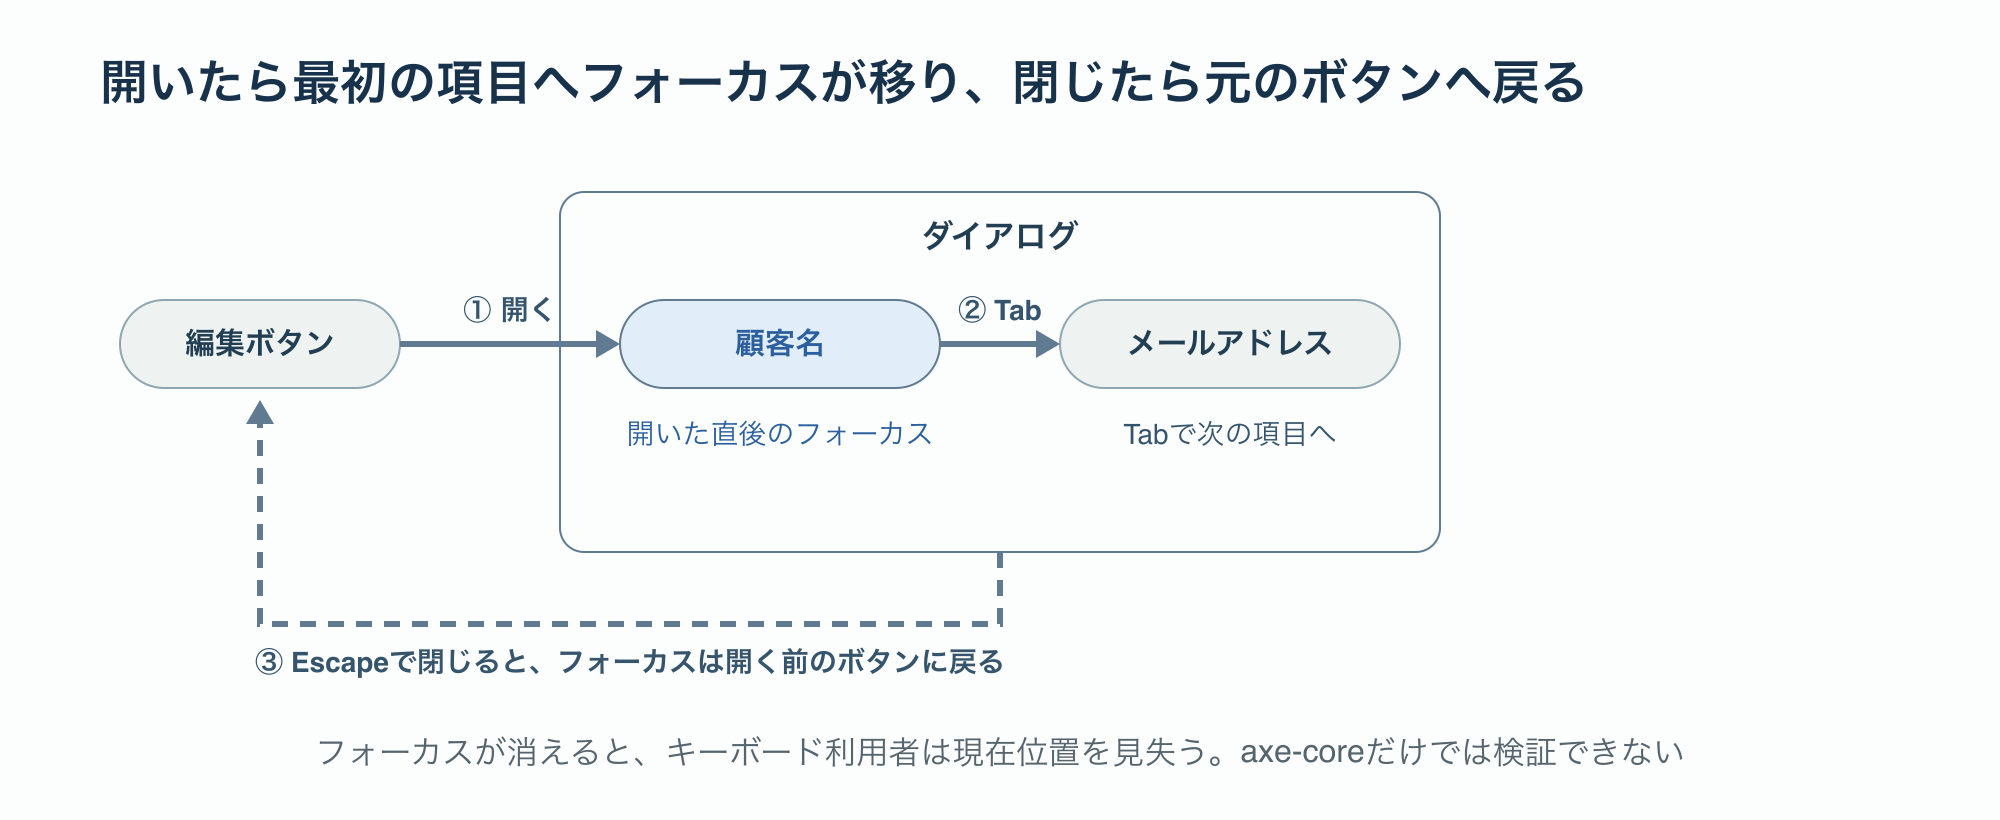 開いたら最初の項目へフォーカスが移り、閉じたら元のボタンへ戻る
ダイアログ
① 開く
② Tab
編集ボタン
顧客名
メールアドレス
開いた直後のフォーカス
Tabで次の項目へ
③ Escapeで閉じると、フォーカスは開く前のボタンに戻る
フォーカスが消えると、キーボード利用者は現在位置を見失う。axe-coreだけでは検証できない